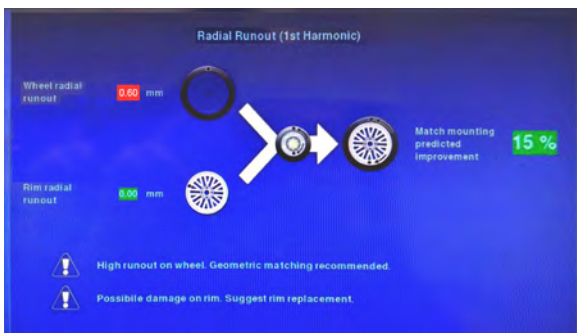 Radial Runout (1st Harmonic)
Wheel radial
runout
0.60 mm
Match mounting
predicted
improvement
15 %
Rim radial
runout
0.00 mm
High runout on wheel. Geometric matching recommended.
Possibile damage on rim. Suggest rim replacement.